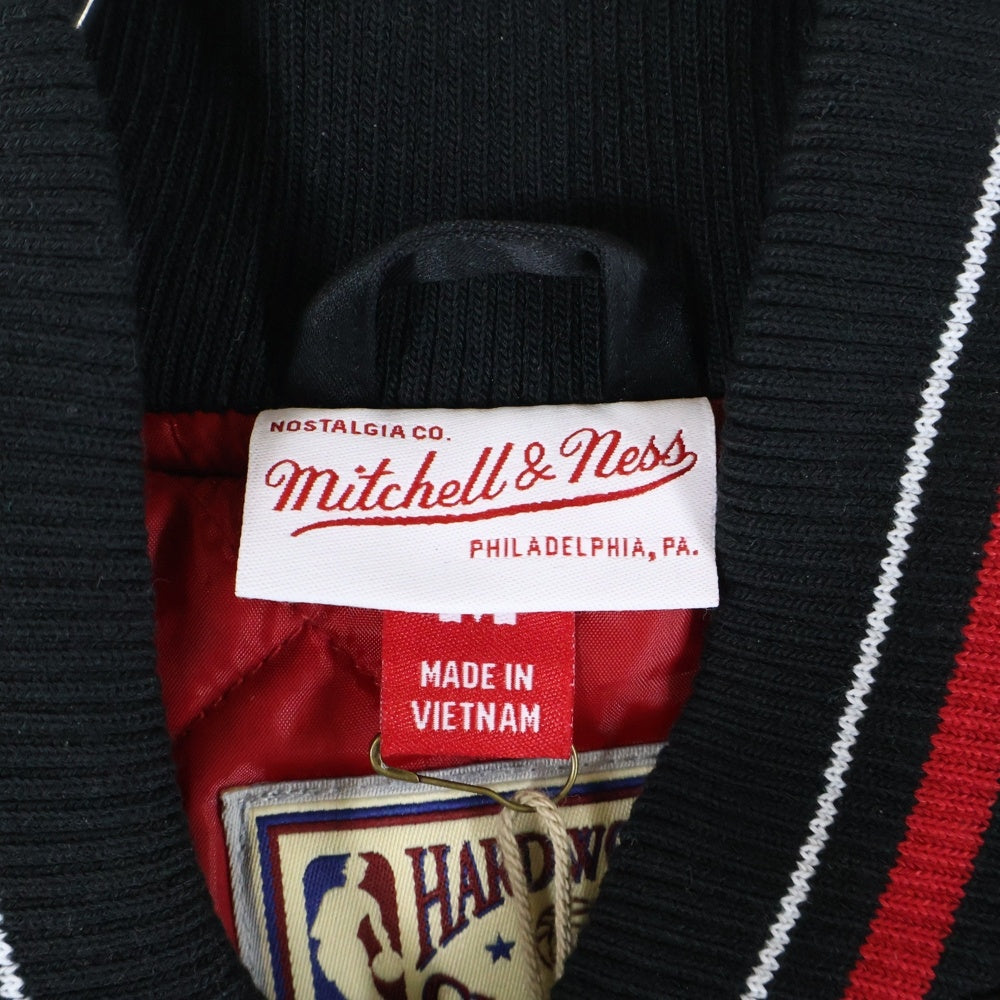 NOSTALGIA CO.
Mitchell & Ness
PHILADELPHIA, PA.
MADE IN
VIETNAM